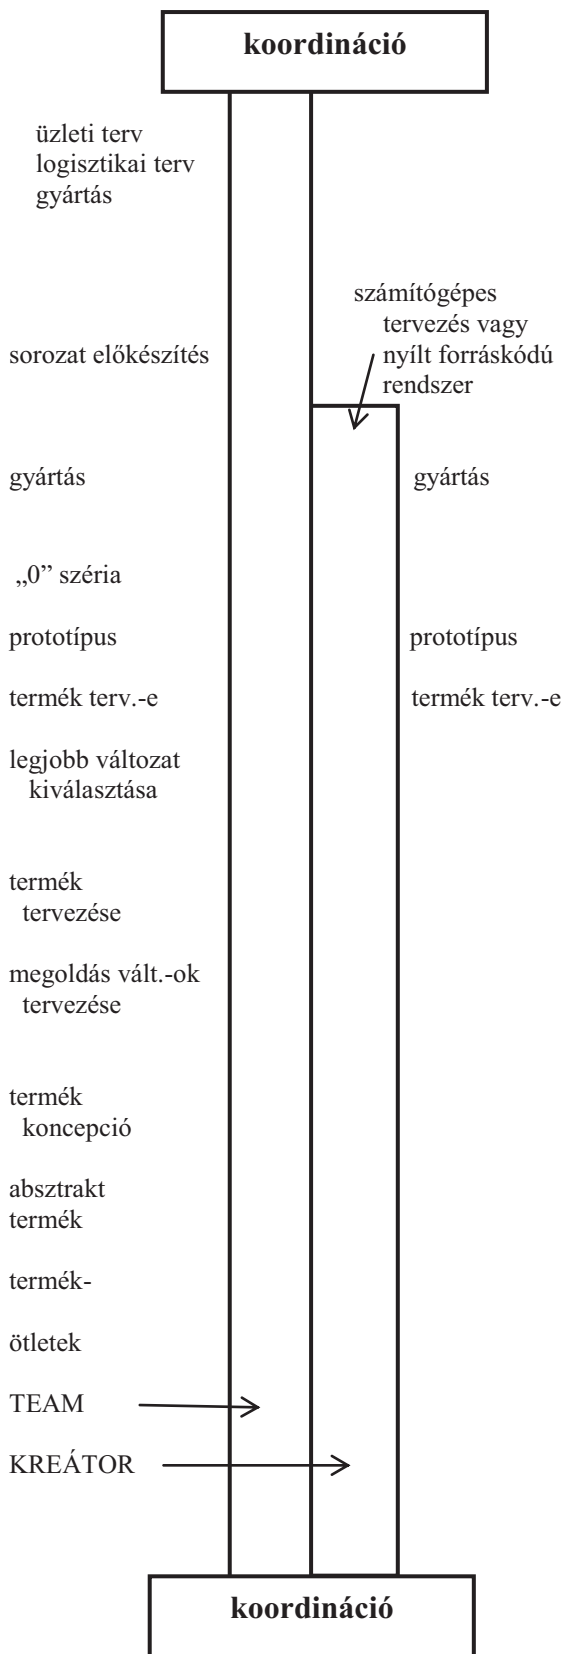 koordináció
üzleti terv
logisztikai terv
gyártás
számítógépes
tervezés vagy
nyílt forráskódú
rendszer
sorozat előkészítés
gyártás
gyártás
„0” széria
prototípus
prototípus
termék terv.-e
termék terv.-e
legjobb változat
kiválasztása
termék
tervezése
megoldás vált.-ok
tervezése
termék
koncepció
absztrakt
termék
termék-
ötletek
TEAM
KREÁTOR
koordináció